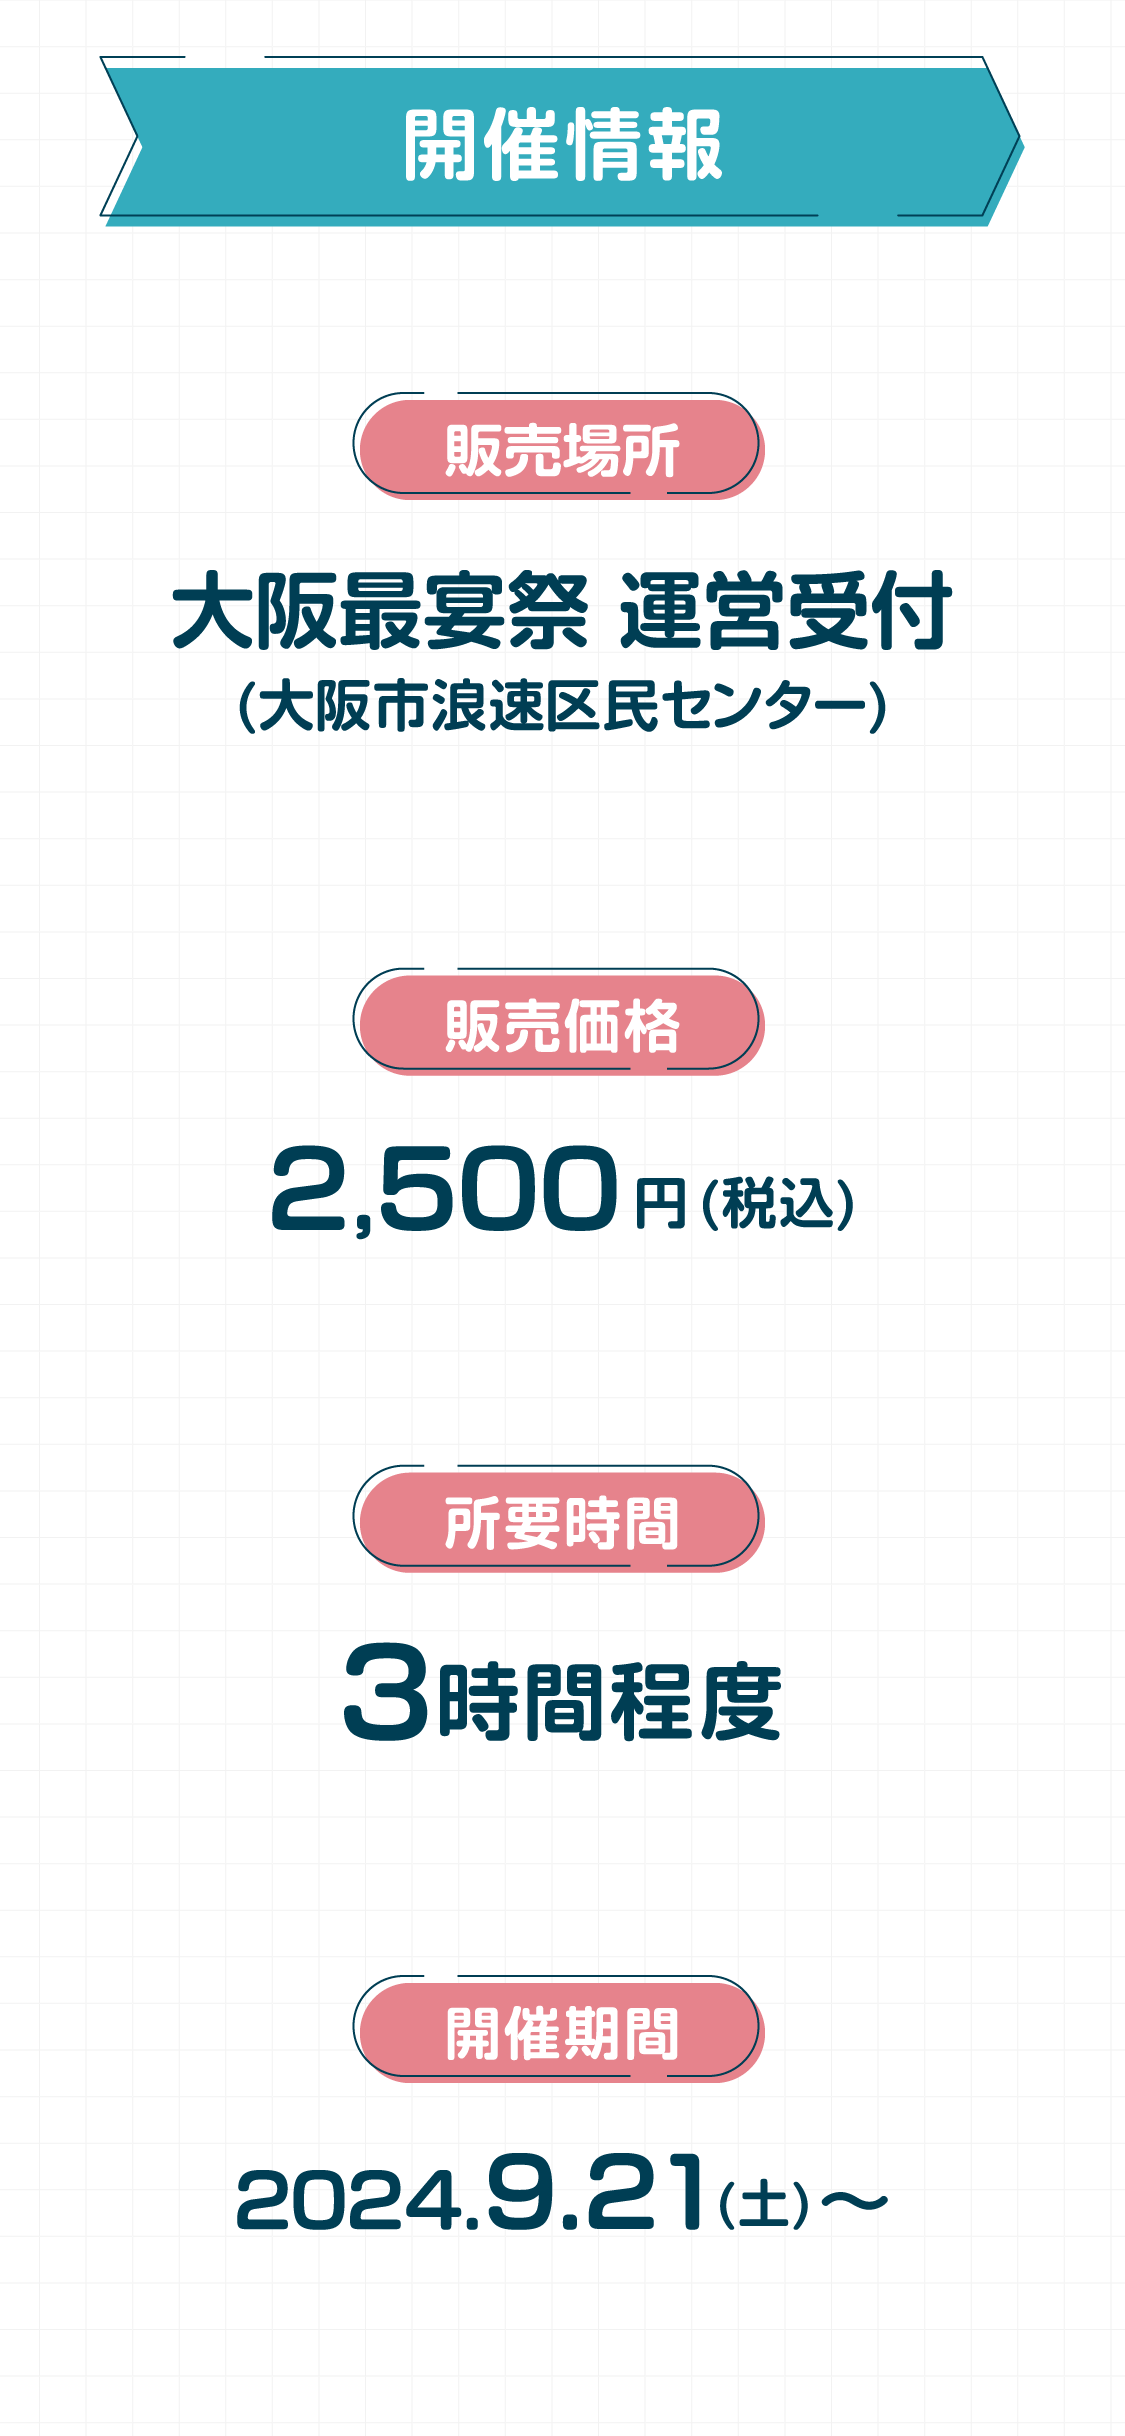 開催情報
販売場所
大阪最宴祭 運営受付
(大阪市浪速区民センター)
販売価格
2,500円(税込)
所要時間
3時間程度
開催期間
2024.9.21(土)～